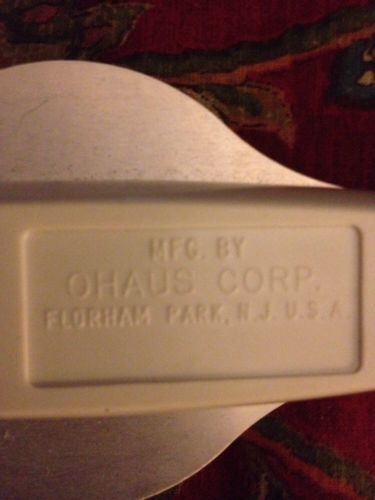 MFG. BY
OHAUS CORP.
FLORHAM PARK, N.J. U.S.A.